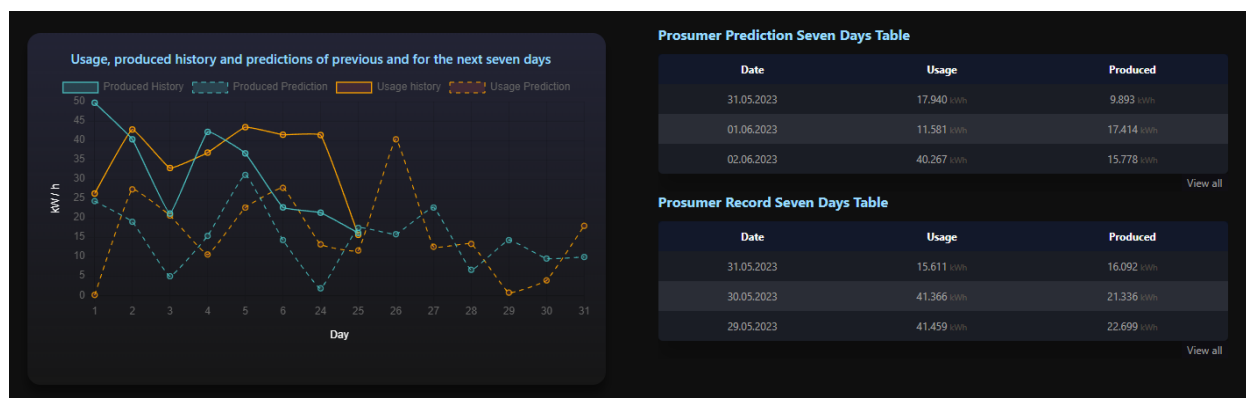 Usage, produced history and predictions of previous and for the next seven days
Produced History Produced Prediction Usage history Usage Prediction
50
45
40
35
30
25
20
15
10
5
0
kW / h
1 2 3 4 5 6 24 25 26 27 28 29 30 31
Day
Prosumer Prediction Seven Days Table
Date Usage Produced
31.05.2023 17.940 kWh 9.893 kWh
01.06.2023 11.581 kWh 17.414 kWh
02.06.2023 40.267 kWh 15.778 kWh
View all
Prosumer Record Seven Days Table
Date Usage Produced
31.05.2023 15.611 kWh 16.092 kWh
30.05.2023 41.366 kWh 21.336 kWh
29.05.2023 41.459 kWh 22.699 kWh
View all